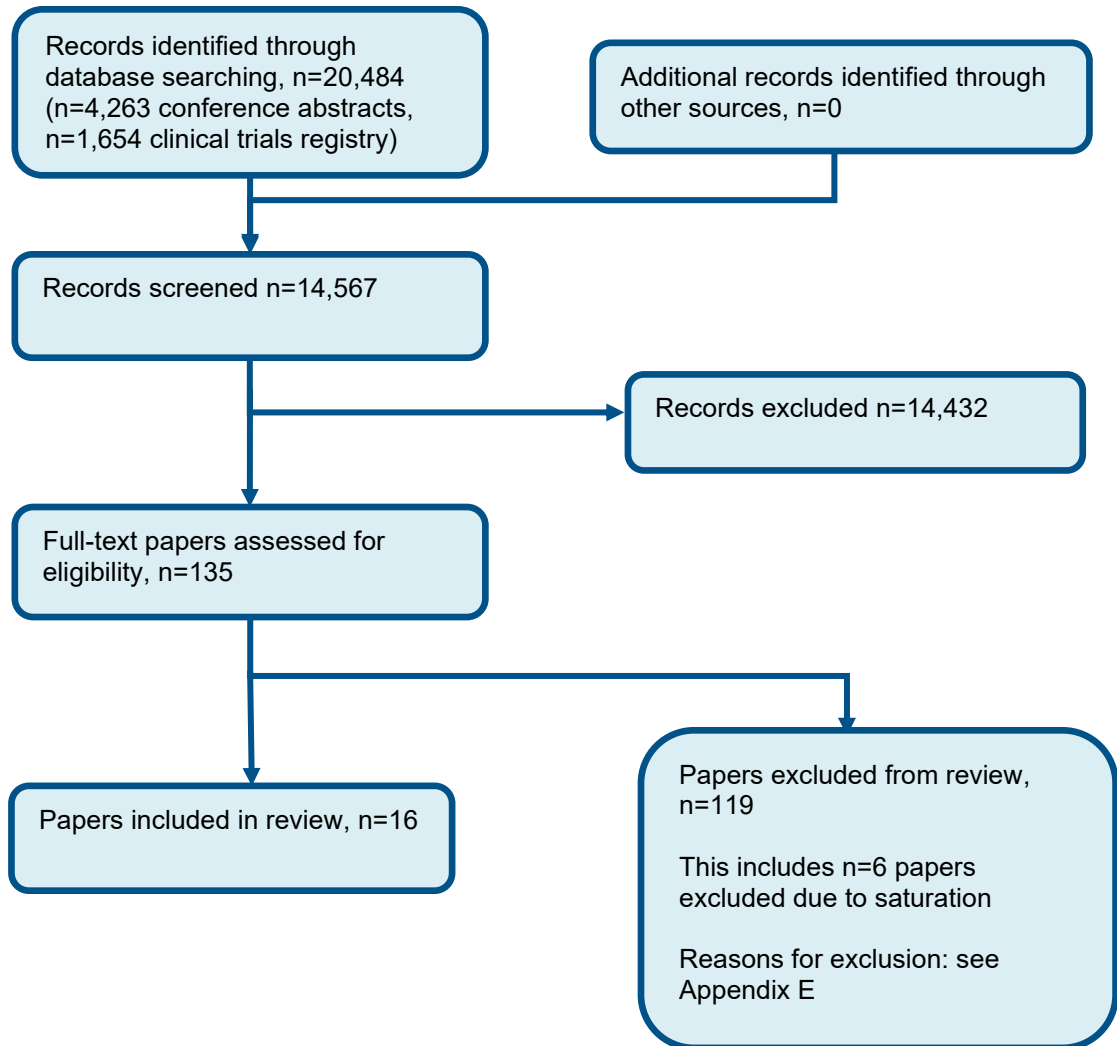 Records identified through
database searching, n=20,484
(n=4,263 conference abstracts,
n=1,654 clinical trials registry)
Additional records identified through
other sources, n=0
Records screened n=14,567
Records excluded n=14,432
Full-text papers assessed for
eligibility, n=135
Papers included in review, n=16
Papers excluded from review,
n=119
This includes n=6 papers
excluded due to saturation
Reasons for exclusion: see
Appendix E